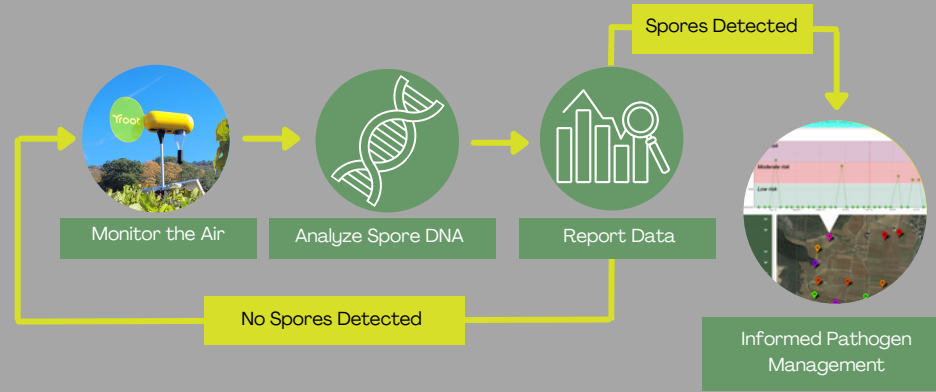 Spores Detected
Root
Monitor the Air
Analyze Spore DNA
Report Data
Moderate risk
Low risk
No Spores Detected
Informed Pathogen
Management